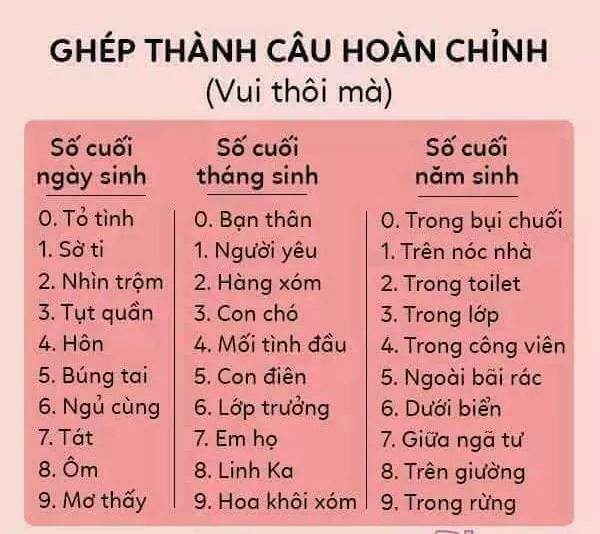 GHÉP THÀNH CÂU HOÀN CHỈNH
(Vui thôi mà)
Số cuối
ngày sinh
0. Tỏ tình
1. Sờ ti
2. Nhìn trộm
3. Tụt quần
4. Hôn
5. Búng tai
6. Ngủ cùng
7. Tát
8. Ôm
9. Mơ thấy
Số cuối
tháng sinh
0. Bạn thân
1. Người yêu
2. Hàng xóm
3. Con chó
4. Mối tình đầu
5. Con điên
6. Lớp trưởng
7. Em họ
8. Linh Ka
9. Hoa khôi xóm
Số cuối
năm sinh
0. Trong bụi chuối
1. Trên nóc nhà
2. Trong toilet
3. Trong lớp
4. Trong công viên
5. Ngoài bãi rác
6. Dưới biển
7. Giữa ngã tư
8. Trên giường
9. Trong rừng